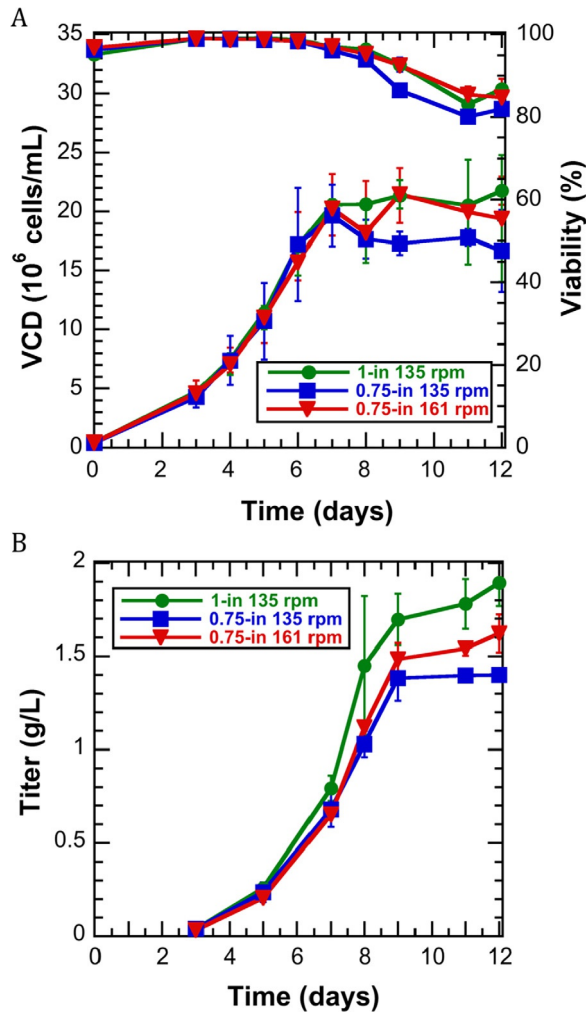 A
35
30
25
20
15
10
5
0
VCD (10⁶ cells/mL)
100
80
60
40
20
0
Viability (%)
1-in 135 rpm
0.75-in 135 rpm
0.75-in 161 rpm
0 2 4 6 8 10 12
Time (days)
B
2
1.5
1
0.5
0
Titer (g/L)
1-in 135 rpm
0.75-in 135 rpm
0.75-in 161 rpm
0 2 4 6 8 10 12
Time (days)